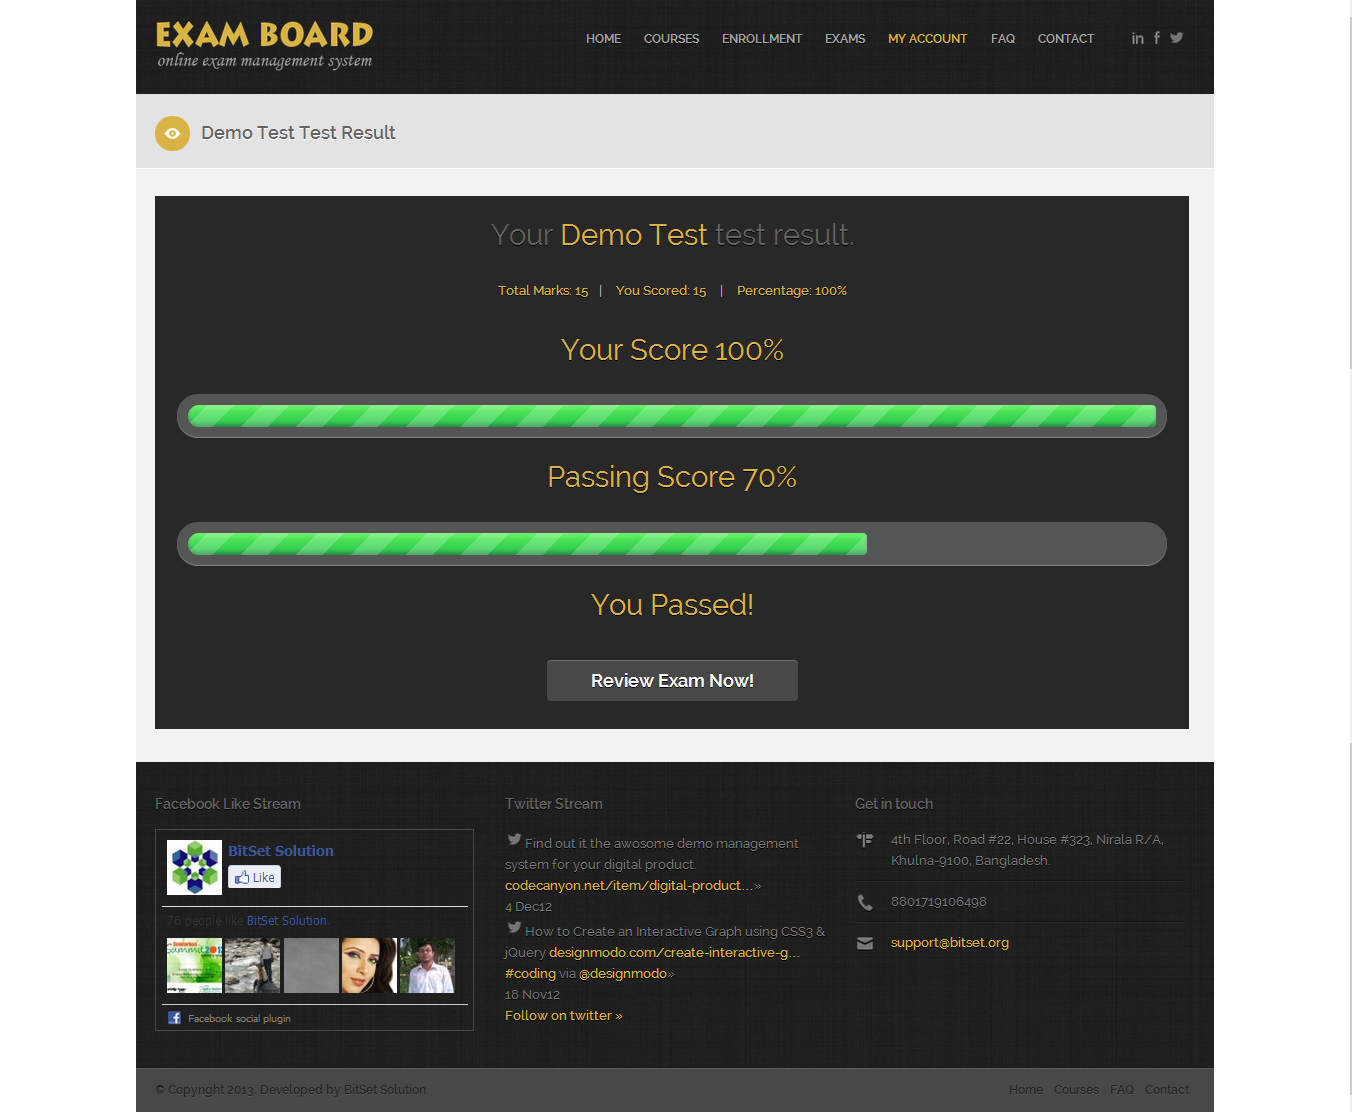 EXAM BOARD
online exam management system
HOME COURSES ENROLLMENT EXAMS MY ACCOUNT FAQ CONTACT
Demo Test Test Result
Your Demo Test test result.
Total Marks: 15 | You Scored: 15 | Percentage: 100%
Your Score 100%
Passing Score 70%
You Passed!
Review Exam Now!
Facebook Like Stream
BitSet Solution
Like
76 people like BitSet Solution.
Facebook social plugin
Twitter Stream
Find out it the awosome demo management
system for your digital product.
codecanyon.net/item/digital-product…»
4 Dec12
How to Create an Interactive Graph using CSS3 &
jQuery designmodo.com/create-interactive-g…
#coding via @designmodo»
18 Nov12
Follow on twitter »
Get in touch
4th Floor, Road #22, House #323, Nirala R/A,
Khulna-9100, Bangladesh.
8801719106498
support@bitset.org
© Copyright 2013. Developed by BitSet Solution
Home Courses FAQ Contact